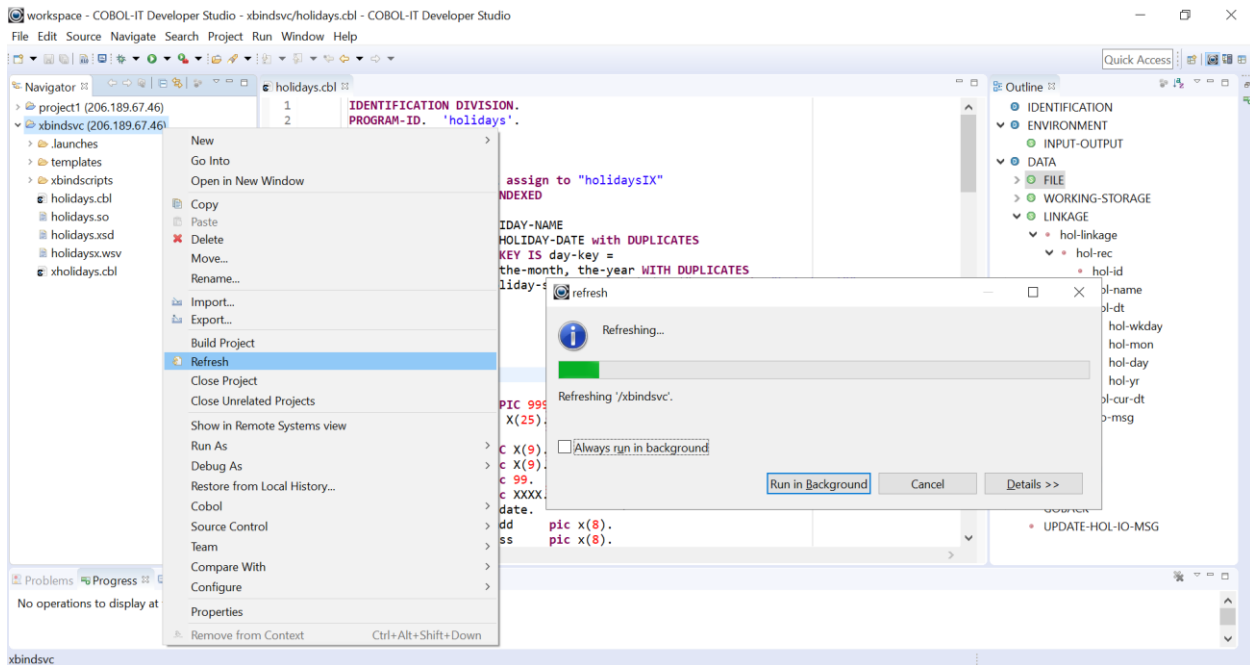 workspace - COBOL-IT Developer Studio - xbindsvc/holidays.cbl - COBOL-IT Developer Studio
File Edit Source Navigate Search Project Run Window Help
Quick Access
Navigator
project1 (206.189.67.46)
xbindsvc (206.189.67.46)
.launches
templates
xbindscripts
holidays.cbl
holidays.so
holidays.xsd
holidaysx.wsv
xholidays.cbl
New
Go Into
Open in New Window
Copy
Paste
Delete
Move...
Rename...
Import...
Export...
Build Project
Refresh
Close Project
Close Unrelated Projects
Show in Remote Systems view
Run As
Debug As
Restore from Local History...
Cobol
Source Control
Team
Compare With
Configure
Properties
Remove from Context Ctrl+Alt+Shift+Down
holidays.cbl
1 IDENTIFICATION DIVISION.
2 PROGRAM-ID. 'holidays'.
assign to "holidaysIX"
NDEXED
IDAY-NAME
HOLIDAY-DATE with DUPLICATES
KEY IS day-key =
the-month, the-year WITH DUPLICATES
liday-s
PIC 999
X(25).
C X(9).
c X(9).
c 99.
c XXXX.
date.
dd pic x(8).
ss pic x(8).
refresh
Refreshing...
Refreshing '/xbindsvc'.
Always run in background
Run in Background Cancel Details >>
Outline
IDENTIFICATION
ENVIRONMENT
INPUT-OUTPUT
DATA
FILE
WORKING-STORAGE
LINKAGE
hol-linkage
hol-rec
hol-id
ol-name
ol-dt
hol-wkday
hol-mon
hol-day
hol-yr
ol-cur-dt
o-msg
GOBACK
UPDATE-HOL-IO-MSG
Problems Progress
No operations to display at
xbindsvc